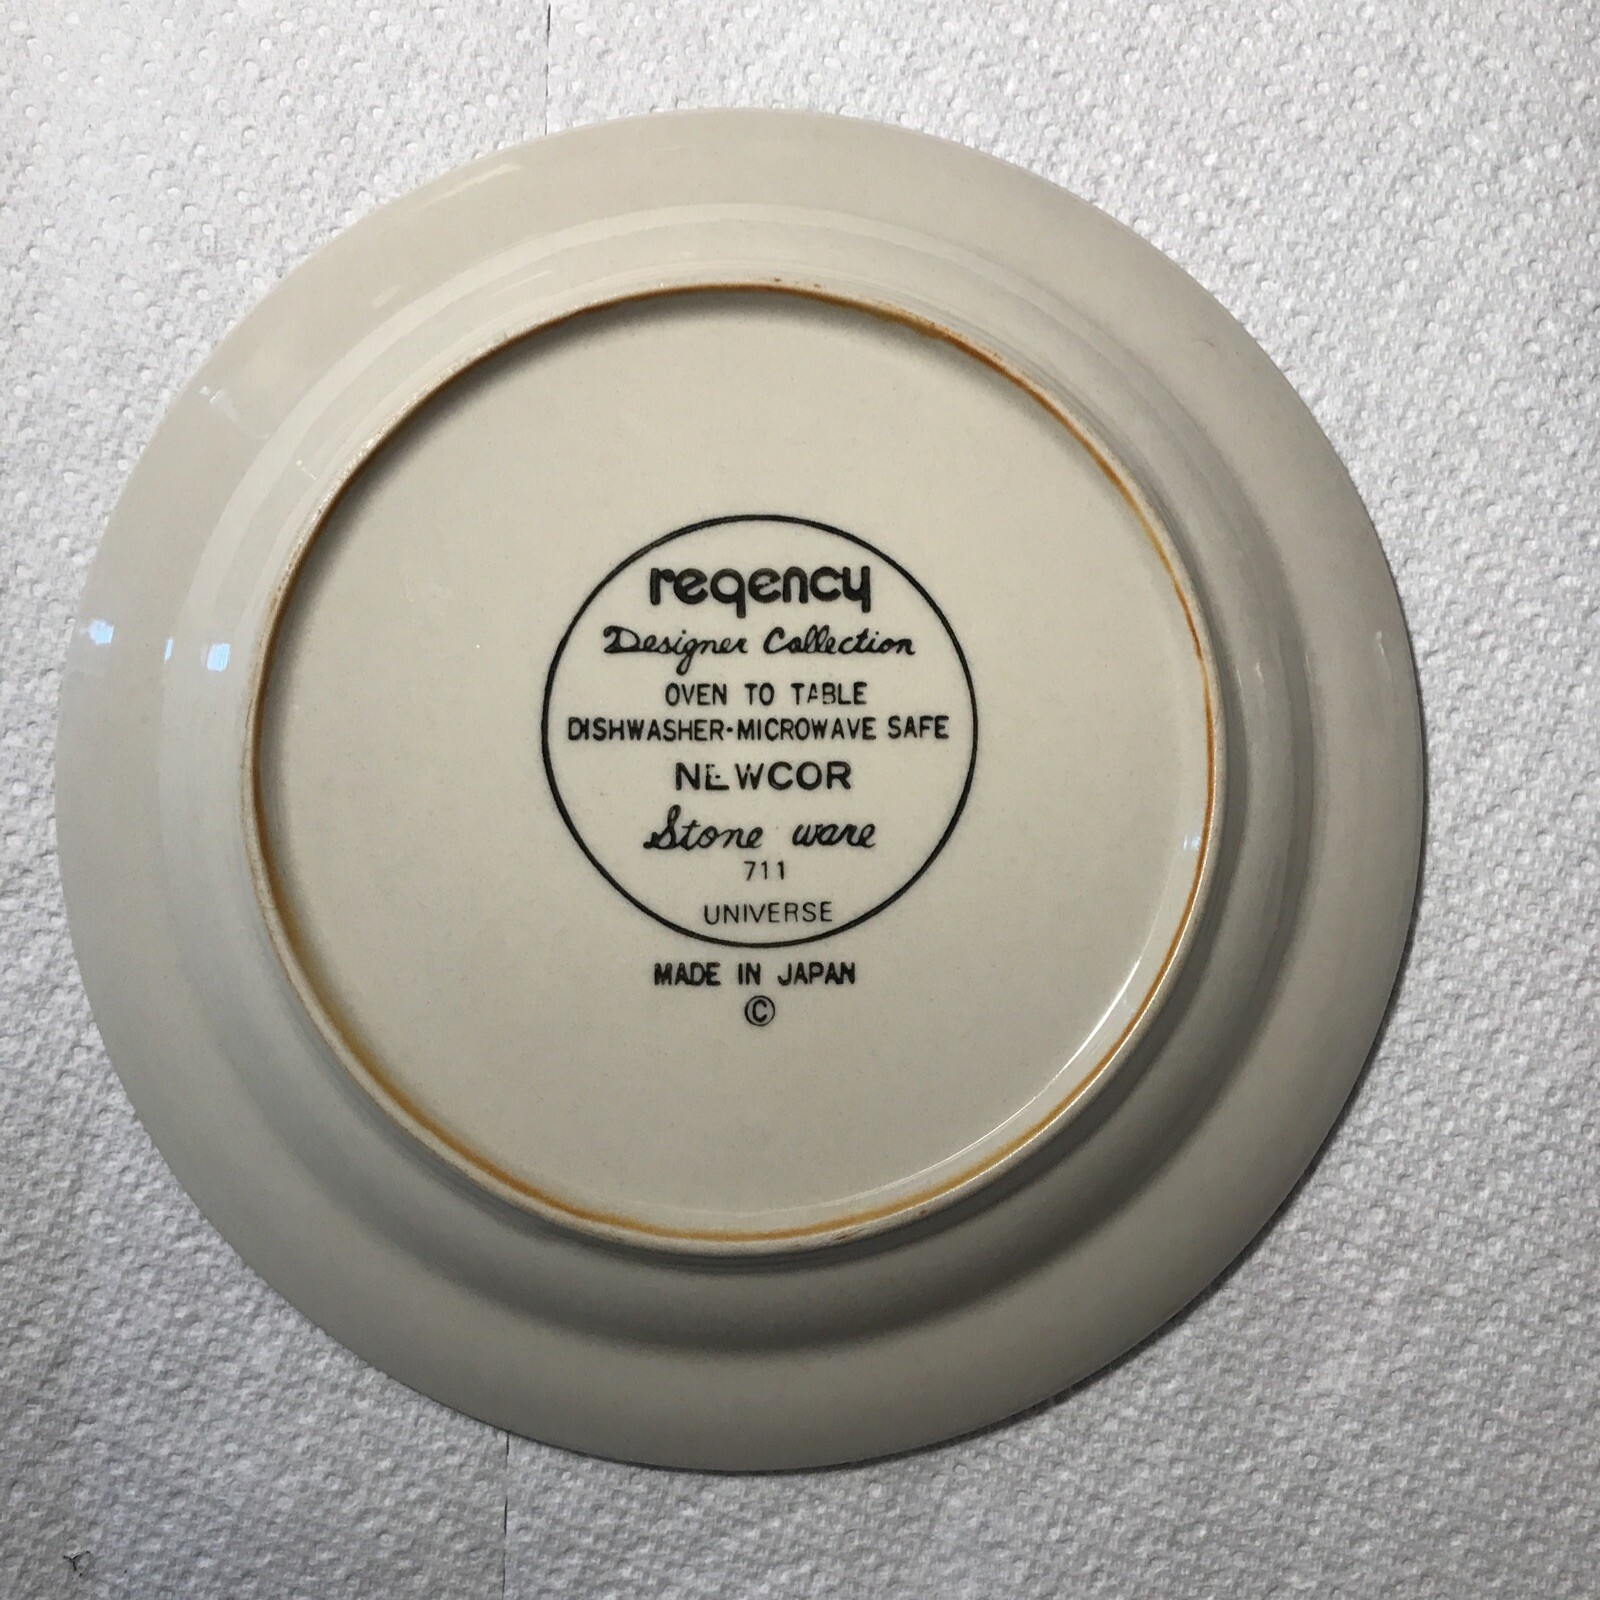 regency
Designer Collection
OVEN TO TABLE
DISHWASHER-MICROWAVE SAFE
NEWCOR
Stone ware
711
UNIVERSE
MADE IN JAPAN
©